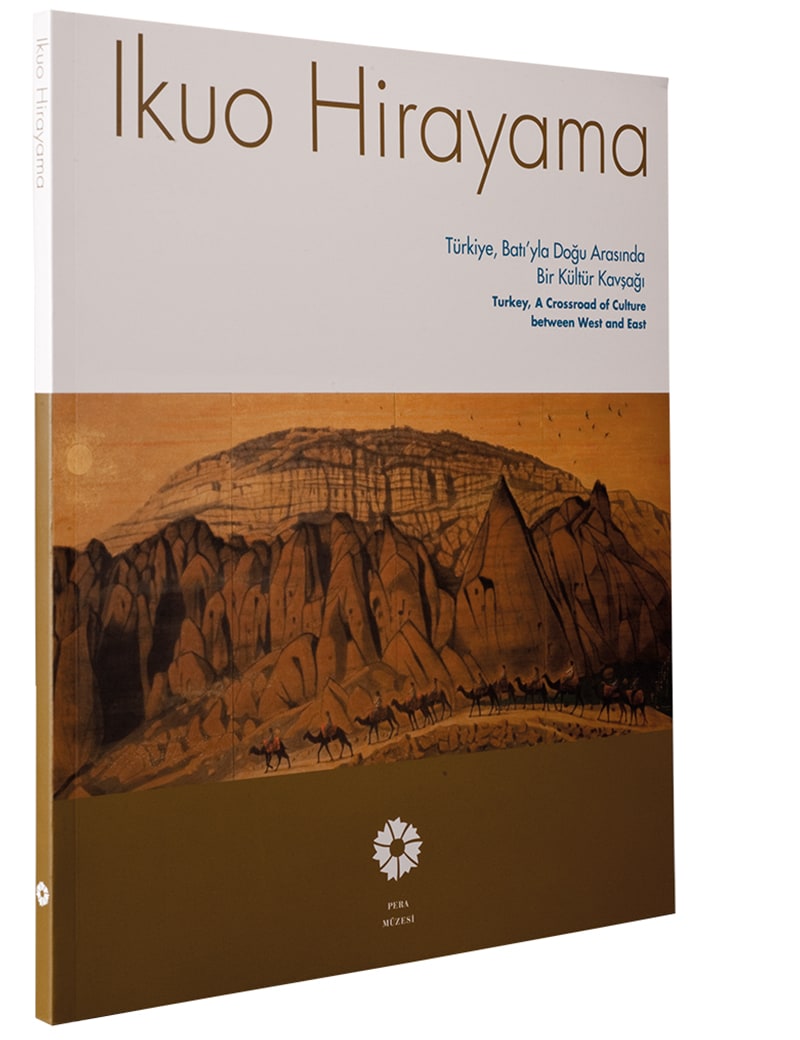 Ikuo Hirayama
Ikuo Hirayama
Türkiye, Batı'yla Doğu Arasında
Bir Kültür Kavşağı
Turkey, A Crossroad of Culture
between West and East
PERA
MÜZESİ